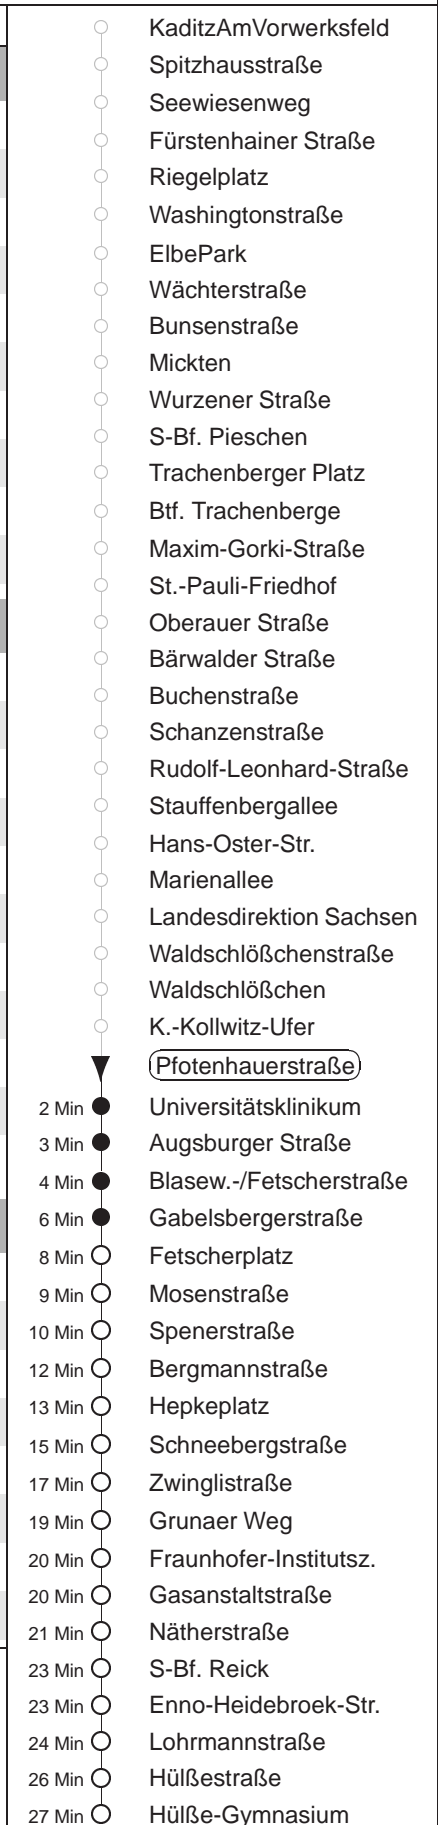 KaditzAmVorwerksfeld
Spitzhausstraße
Seewiesenweg
Fürstenhainer Straße
Riegelplatz
Washingtonstraße
ElbePark
Wächterstraße
Bunsenstraße
Mickten
Wurzener Straße
S-Bf. Pieschen
Trachenberger Platz
Btf. Trachenberge
Maxim-Gorki-Straße
St.-Pauli-Friedhof
Oberauer Straße
Bärwalder Straße
Buchenstraße
Schanzenstraße
Rudolf-Leonhard-Straße
Stauffenbergallee
Hans-Oster-Str.
Marienallee
Landesdirektion Sachsen
Waldschlößchenstraße
Waldschlößchen
K.-Kollwitz-Ufer
Pfotenhauerstraße
2 Min Universitätsklinikum
3 Min Augsburger Straße
4 Min Blasew.-/Fetscherstraße
6 Min Gabelsbergerstraße
8 Min Fetscherplatz
9 Min Mosenstraße
10 Min Spenerstraße
12 Min Bergmannstraße
13 Min Hepkeplatz
15 Min Schneebergstraße
17 Min Zwinglistraße
19 Min Grunaer Weg
20 Min Fraunhofer-Institutsz.
20 Min Gasanstaltstraße
21 Min Nätherstraße
23 Min S-Bf. Reick
23 Min Enno-Heidebroek-Str.
24 Min Lohrmannstraße
26 Min Hülßestraße
27 Min Hülße-Gymnasium